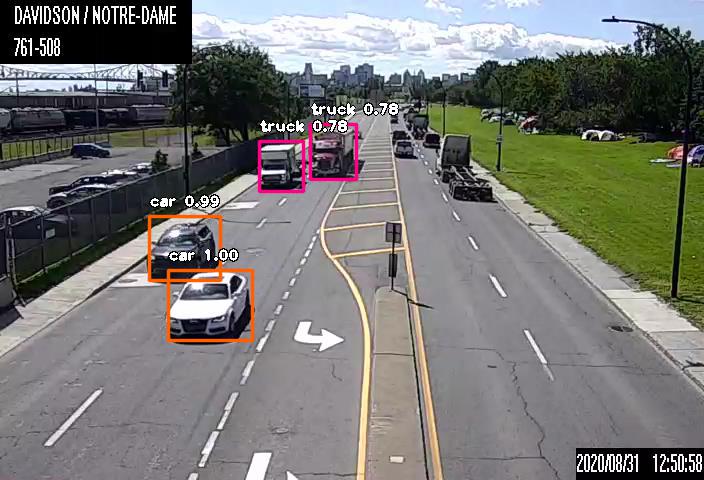 DAVIDSON / NOTRE-DAME
761-508
truck 0.78
truck 0.78
car 0.99
car 1.00
2020/08/31 12:50:58